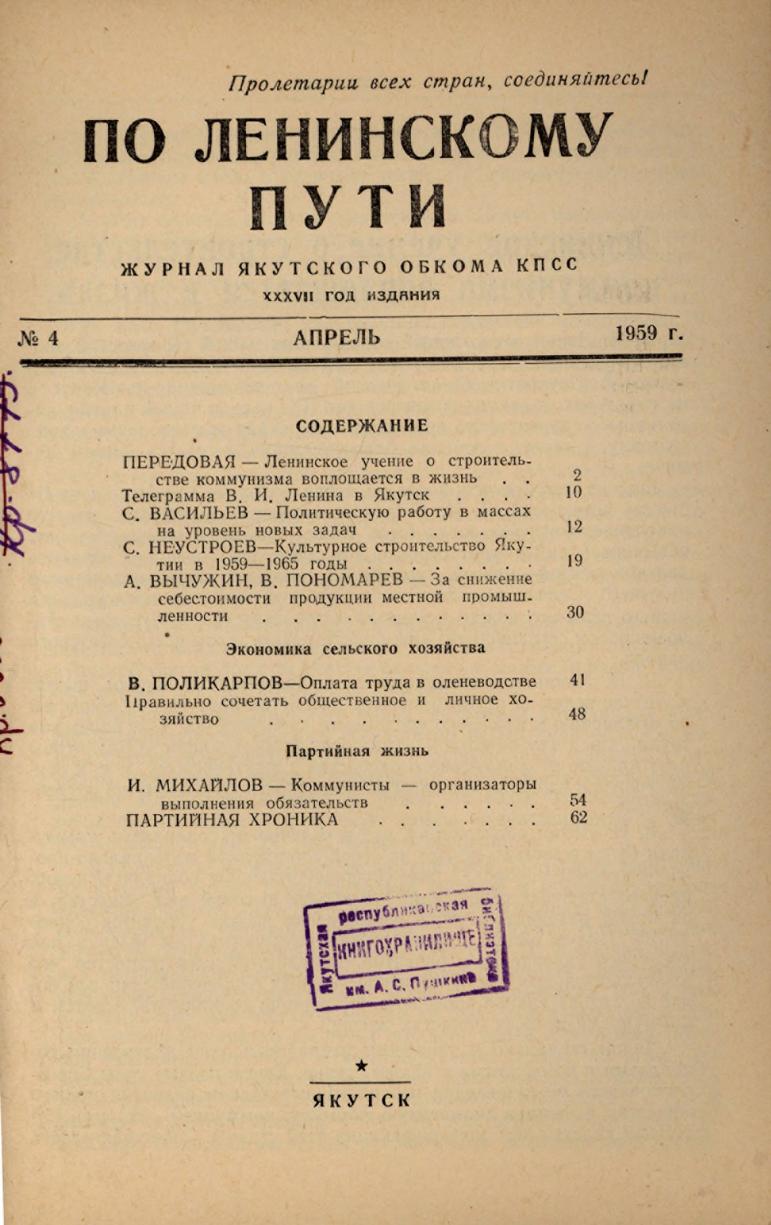 Пролетарии всех стран, соединяйтесь!
ПО ЛЕНИНСКОМУ
ПУТИ
ЖУРНАЛ ЯКУТСКОГО ОБКОМА КПСС
XXXVII ГОД ИЗДАНИЯ
№ 4 АПРЕЛЬ 1959 г.
СОДЕРЖАНИЕ
ПЕРЕДОВАЯ — Ленинское учение о строитель-
стве коммунизма воплощается в жизнь . . 2
Телеграмма В. И. Ленина в Якутск . . . . 10
С. ВАСИЛЬЕВ — Политическую работу в массах
на уровень новых задач . . . . . . . 12
С. НЕУСТРОЕВ—Культурное строительство Яку-
тии в 1959—1965 годы . . . . . . . . 19
А. ВЫЧУЖИН, В. ПОНОМАРЕВ — За снижение
себестоимости продукции местной промыш-
ленности . . . . . . . . . . . . 30
Экономика сельского хозяйства
В. ПОЛИКАРПОВ—Оплата труда в оленеводстве 41
Правильно сочетать общественное и личное хо-
зяйство . . . . . . . . . . . 48
Партийная жизнь
И. МИХАЙЛОВ — Коммунисты — организаторы
выполнения обязательств . . . . . . 54
ПАРТИЙНАЯ ХРОНИКА . . . . . . . 62
Якутская
республиканская
библиотека
КНИГОХРАНИЛИЩЕ
им. А. С. Пушкина
ЯКУТСК